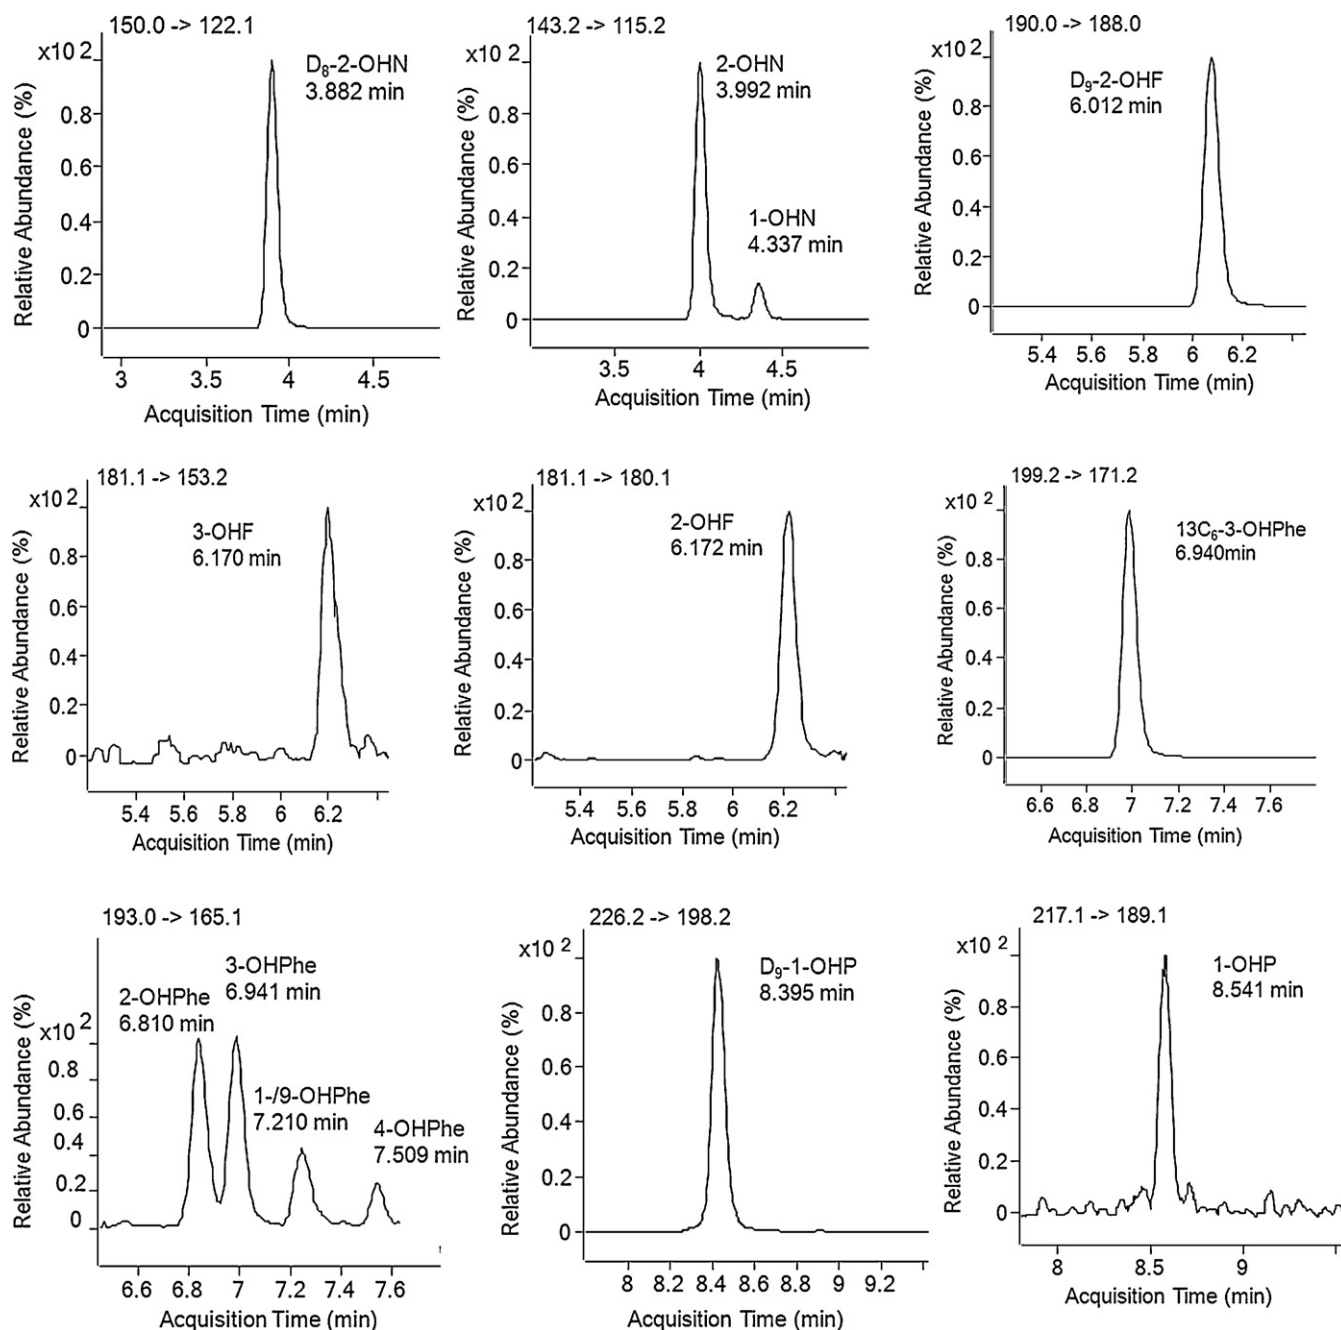 150.0 -> 122.1
x10 2
D8-2-OHN
3.882 min
0.8
0.6
0.4
0.2
0
Relative Abundance (%)
3 3.5 4 4.5
Acquisition Time (min)
143.2 -> 115.2
x10 2
2-OHN
3.992 min
1-OHN
4.337 min
0.8
0.6
0.4
0.2
0
Relative Abundance (%)
3.5 4 4.5
Acquisition Time (min)
190.0 -> 188.0
x10 2
D9-2-OHF
6.012 min
0.8
0.6
0.4
0.2
0
Relative Abundance (%)
5.4 5.6 5.8 6 6.2
Acquisition Time (min)
181.1 -> 153.2
x10 2
3-OHF
6.170 min
0.8
0.6
0.4
0.2
0
Relative Abundance (%)
5.4 5.6 5.8 6 6.2
Acquisition Time (min)
181.1 -> 180.1
x10 2
2-OHF
6.172 min
0.8
0.6
0.4
0.2
0
Relative Abundance (%)
5.4 5.6 5.8 6 6.2
Acquisition Time (min)
199.2 -> 171.2
x10 2
13C6-3-OHPhe
6.940min
0.8
0.6
0.4
0.2
0
Relative Abundance (%)
6.6 6.8 7 7.2 7.4 7.6
Acquisition Time (min)
193.0 -> 165.1
3-OHPhe
6.941 min
2-OHPhe
6.810 min
x10 2
1-/9-OHPhe
7.210 min
4-OHPhe
7.509 min
0.8
0.6
0.4
0.2
0
Relative Abundance (%)
6.6 6.8 7 7.2 7.4 7.6
Acquisition Time (min)
226.2 -> 198.2
x10 2
D9-1-OHP
8.395 min
0.8
0.6
0.4
0.2
0
Relative Abundance (%)
8 8.2 8.4 8.6 8.8 9 9.2
Acquisition Time (min)
217.1 -> 189.1
x10 2
1-OHP
8.541 min
0.8
0.6
0.4
0.2
0
Relative Abundance (%)
8 8.5 9
Acquisition Time (min)